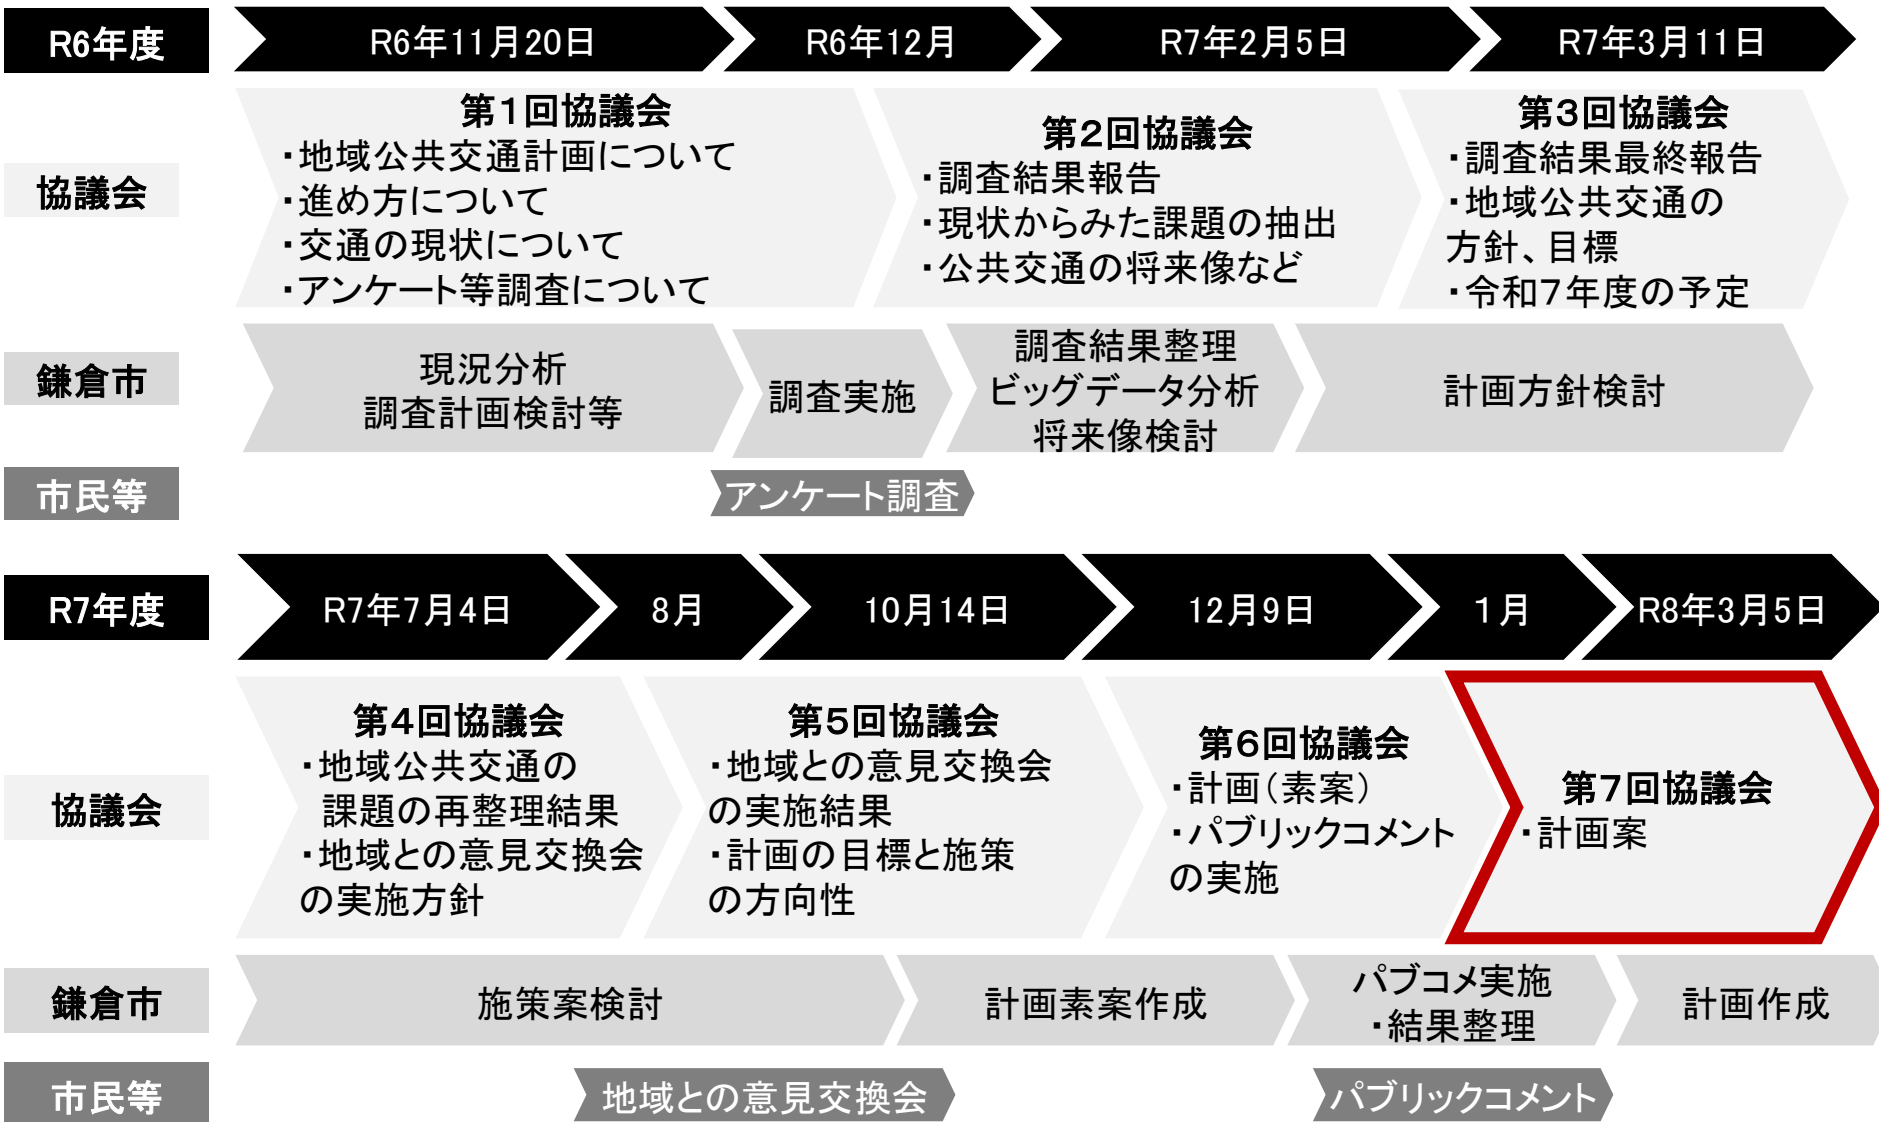 R6年度
R6年11月20日
R6年12月
R7年2月5日
R7年3月11日
協議会
第1回協議会
・地域公共交通計画について
・進め方について
・交通の現状について
・アンケート等調査について
第2回協議会
・調査結果報告
・現状からみた課題の抽出
・公共交通の将来像など
第3回協議会
・調査結果最終報告
・地域公共交通の
方針、目標
・令和7年度の予定
鎌倉市
現況分析
調査計画検討等
調査実施
調査結果整理
ビッグデータ分析
将来像検討
計画方針検討
市民等
アンケート調査
R7年度
R7年7月4日
8月
10月14日
12月9日
1月
R8年3月5日
協議会
第4回協議会
・地域公共交通の
課題の再整理結果
・地域との意見交換会
の実施方針
第5回協議会
・地域との意見交換会
の実施結果
・計画の目標と施策
の方向性
第6回協議会
・計画（素案）
・パブリックコメント
の実施
第7回協議会
・計画案
鎌倉市
施策案検討
計画素案作成
パブコメ実施
・結果整理
計画作成
市民等
地域との意見交換会
パブリックコメント